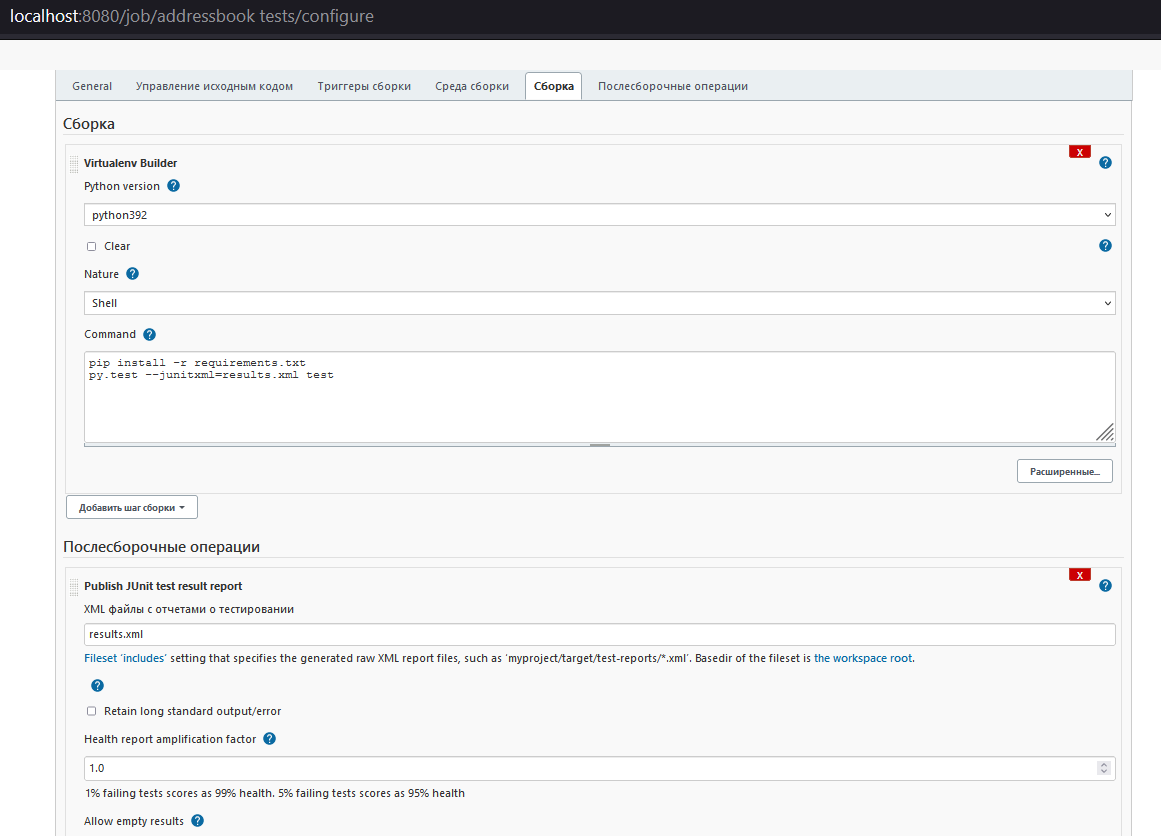 localhost:8080/job/addressbook tests/configure
General Управление исходным кодом Триггеры сборки Среда сборки Сборка Послесборочные операции
Сборка
X
Virtualenv Builder ?
Python version ?
python392
Clear ?
Nature ?
Shell
Command ?
pip install -r requirements.txt
py.test --junitxml=results.xml test
Расширенные...
Добавить шаг сборки
Послесборочные операции
X
Publish JUnit test result report ?
XML файлы с отчетами о тестировании
results.xml
Fileset 'includes' setting that specifies the generated raw XML report files, such as 'myproject/target/test-reports/*.xml'. Basedir of the fileset is the workspace root.
?
Retain long standard output/error
Health report amplification factor ?
1.0
1% failing tests scores as 99% health. 5% failing tests scores as 95% health
Allow empty results ?